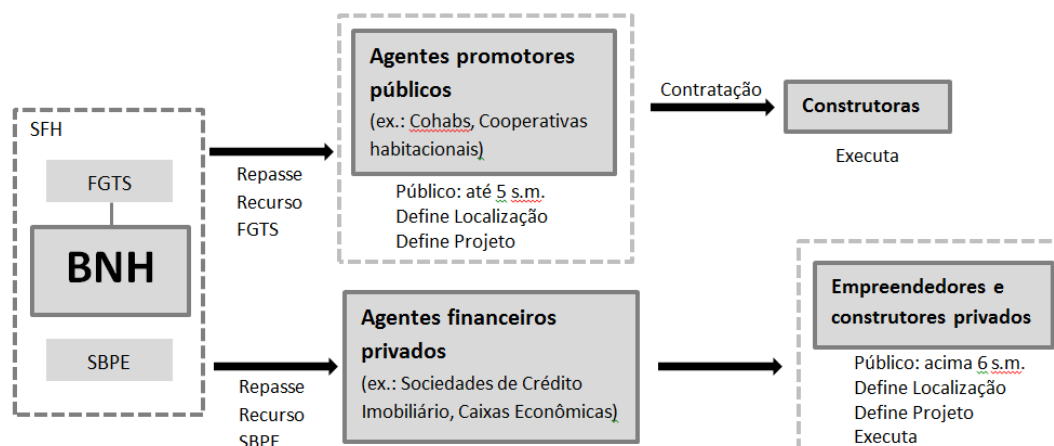 SFH
FGTS
BNH
SBPE
Repasse
Recurso
FGTS
Agentes promotores
públicos
(ex.: Cohabs, Cooperativas
habitacionais)
Público: até 5 s.m.
Define Localização
Define Projeto
Contratação
Construtoras
Executa
Repasse
Recurso
SBPE
Agentes financeiros
privados
(ex.: Sociedades de Crédito
Imobiliário, Caixas Econômicas)
Empreendedores e
construtores privados
Público: acima 6 s.m.
Define Localização
Define Projeto
Executa